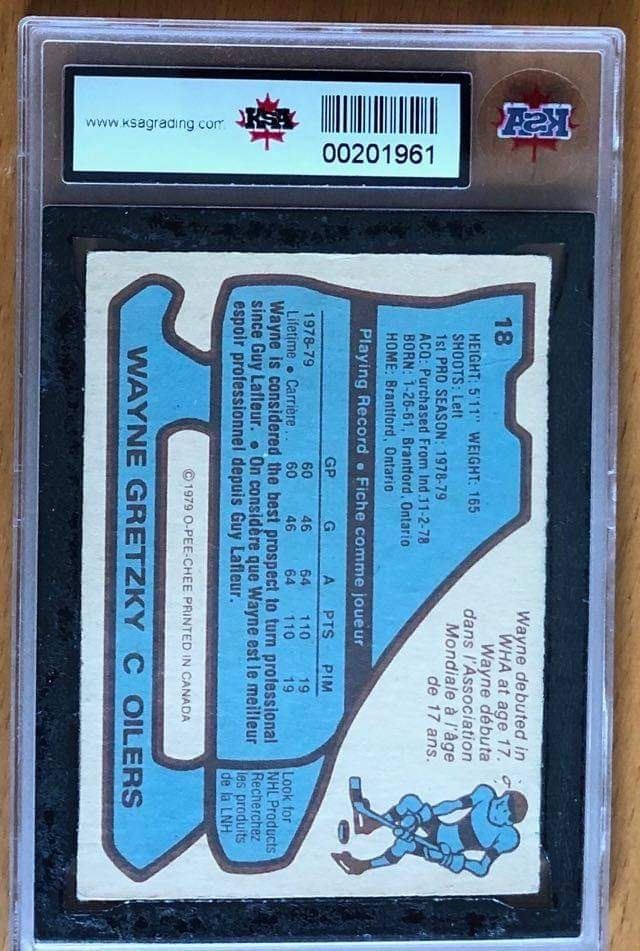 www.ksagrading.com
KSA
00201961
KSA
18
HEIGHT: 5'11" WEIGHT: 165
SHOOTS: Left
1st PRO SEASON: 1978-79
ACQ: Purchased From Ind. 11-2-78
BORN: 1-26-61, Brantford, Ontario
HOME: Brantford, Ontario
Wayne debuted in
WHA at age 17.
Wayne débuta
dans l'Association
Mondiale à l'âge
de 17 ans.
Playing Record • Fiche comme joueur
GP G A PTS PIM
1978-79 60 46 64 110 19
Lifetime • Carrière .. 60 46 64 110 19
Wayne is considered the best prospect to turn professional
since Guy Lafleur. • On considère que Wayne est le meilleur
espoir professionnel depuis Guy Lafleur.
Look for
NHL Products
Recherchez
les produits
de la LNH
© 1979 O-PEE-CHEE PRINTED IN CANADA
WAYNE GRETZKY C OILERS